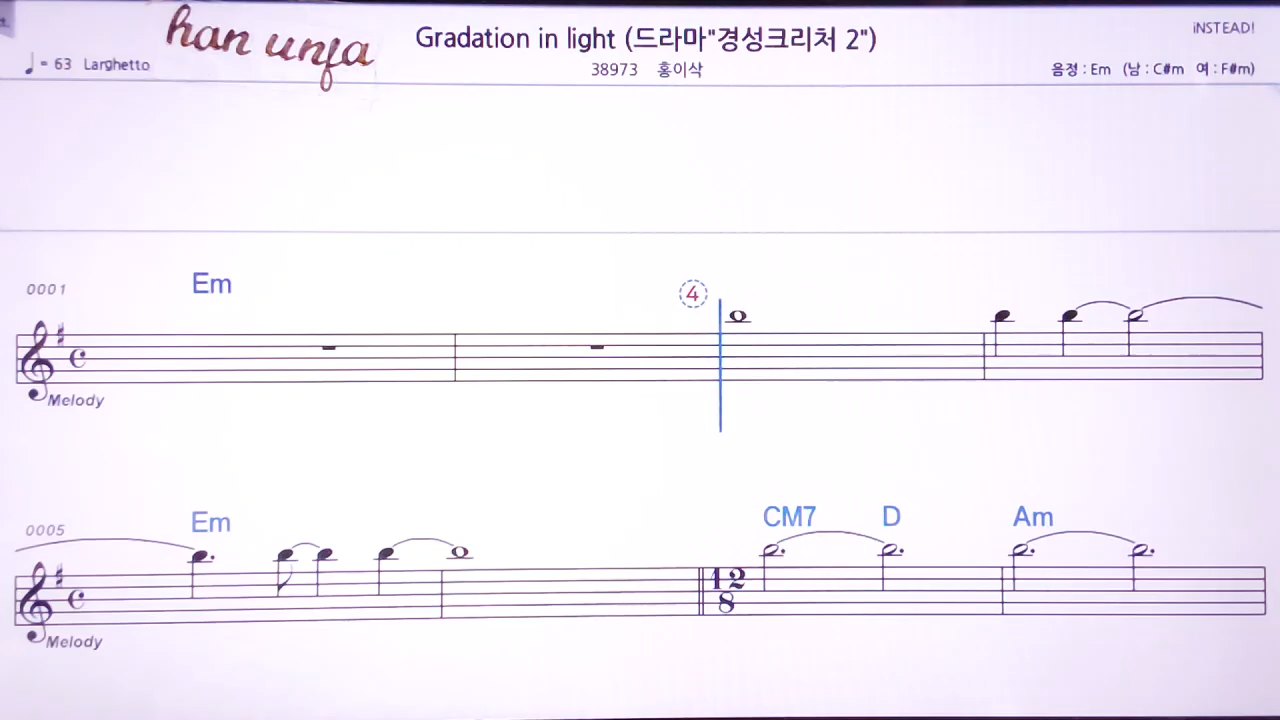 han unfa
Gradation in light (드라마"경성크리처 2")
iNSTEAD!
♩ = 63 Larghetto
38973 홍이삭
음정 : Em (남 : C#m 여 : F#m)
0001
Em
4
Melody
0005
Em
CM7 D Am
12
8
Melody